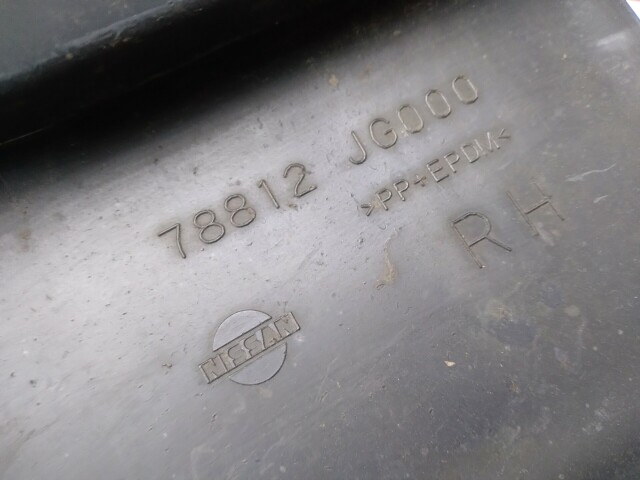 78812 JG000
>PP+EPDM<
RH
NISSAN